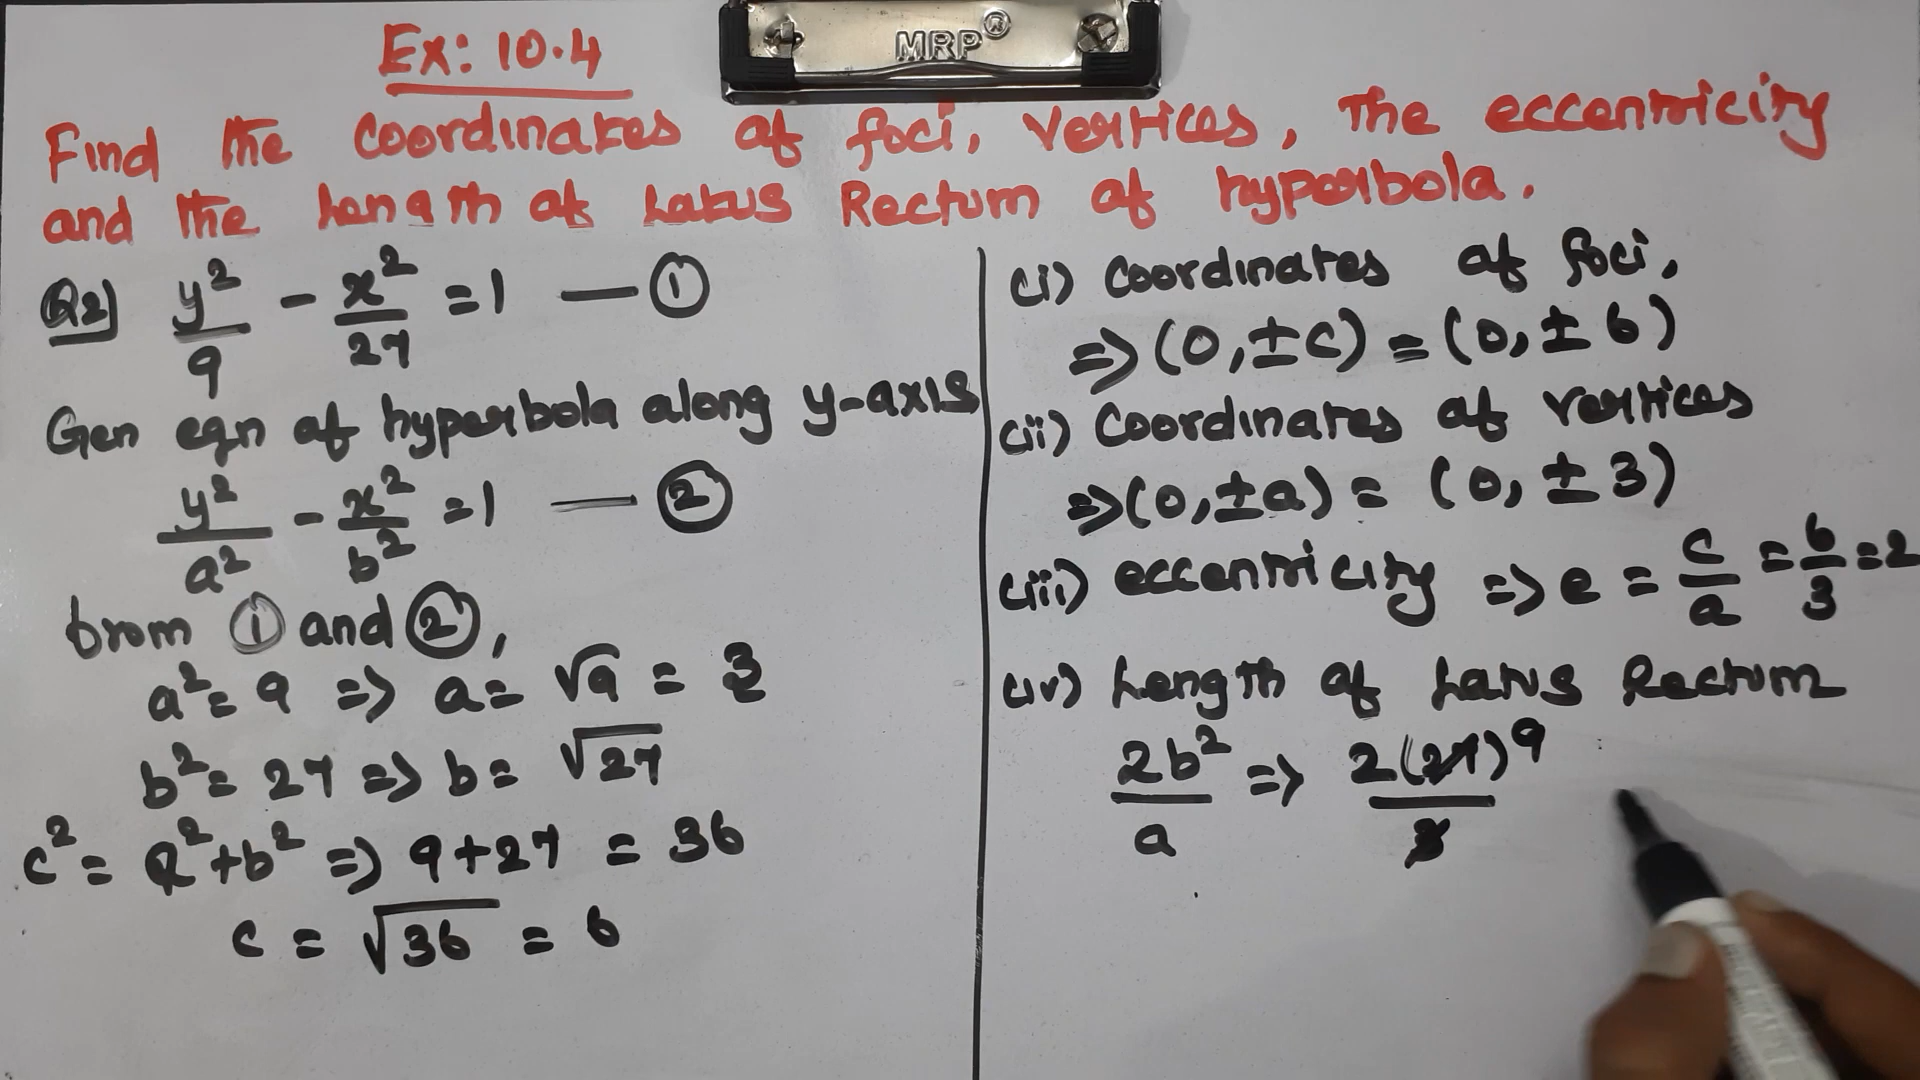 MRP®
Ex: 10.4
Find the coordinates of foci, vertices, The eccentricity
and the Length of Latus Rectum of hyperbola.
Q2) y²/9 - x²/27 = 1 — ①
Gen eqn of hyperbola along y-axis
y²/a² - x²/b² = 1 — ②
from ① and ②,
a² = 9 => a = √9 = 3
b² = 27 => b = √27
c² = a²+b² => 9+27 = 36
c = √36 = 6
(i) Coordinates of foci,
=> (0,±c) = (0,±6)
(ii) Coordinates of vertices
=> (0,±a) = (0,±3)
(iii) eccentricity => e = c/a = 6/3 = 2
(iv) Length of Latus Rectum
2b²/a => 2(27)9/3